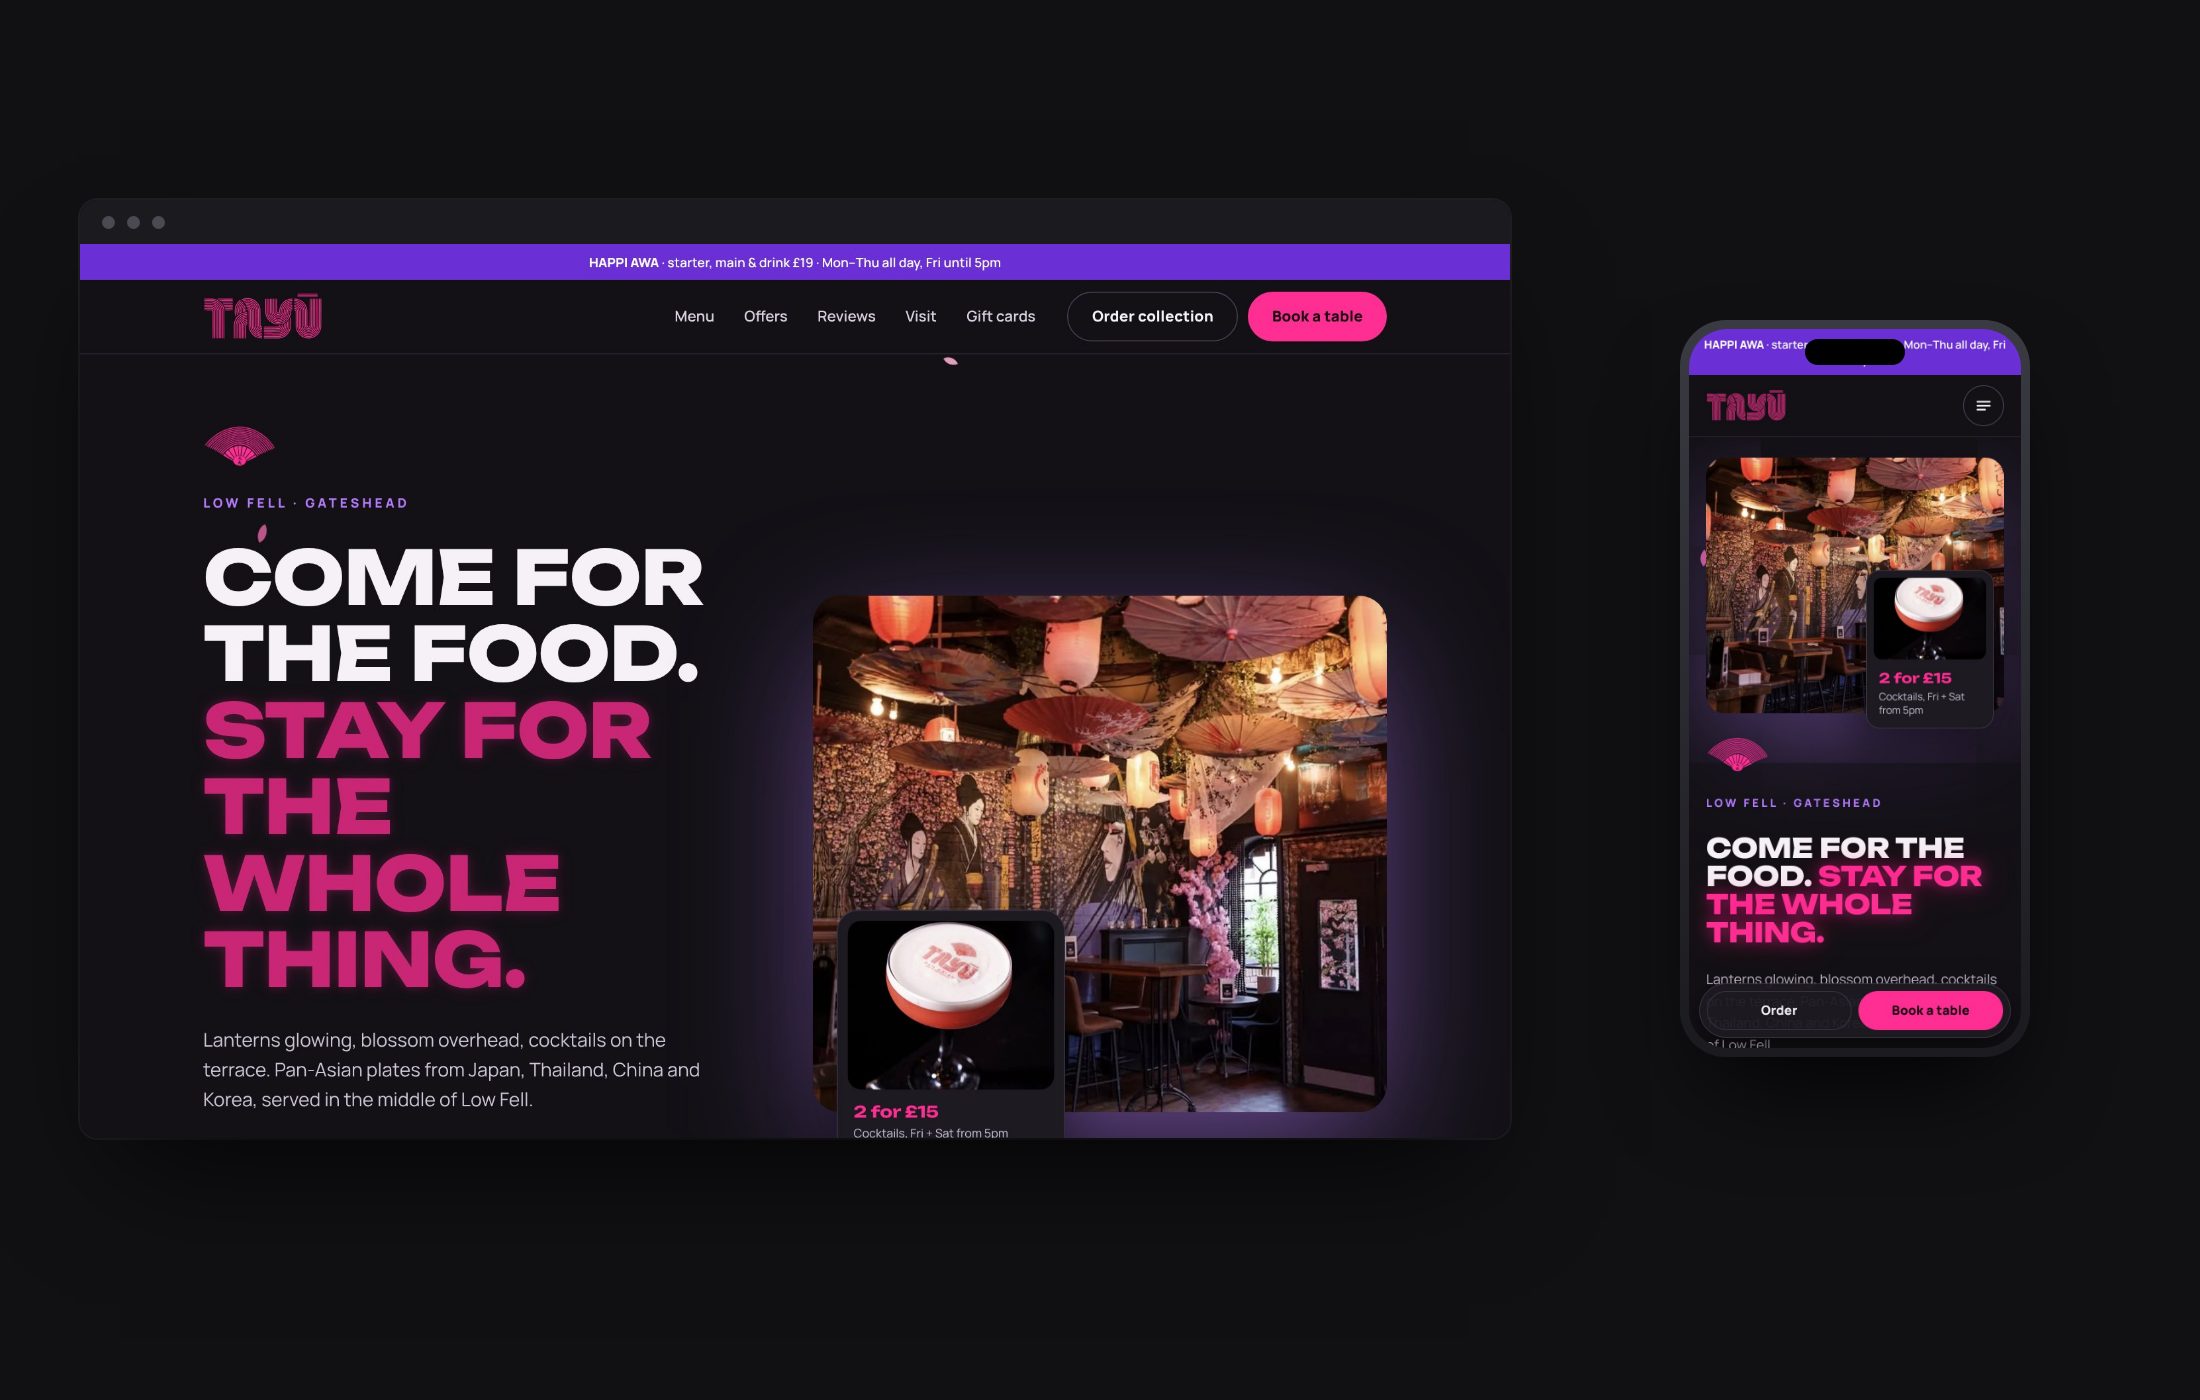 HAPPI AWA · starter, main & drink £19 · Mon–Thu all day, Fri until 5pm
TAYŪ
Menu Offers Reviews Visit Gift cards Order collection Book a table
LOW FELL · GATESHEAD
COME FOR
THE FOOD.
STAY FOR
THE
WHOLE
THING.
Lanterns glowing, blossom overhead, cocktails on the
terrace. Pan-Asian plates from Japan, Thailand, China and
Korea, served in the middle of Low Fell.
TAYŪ
2 for £15
Cocktails, Fri + Sat from 5pm
HAPPI AWA · starter Mon–Thu all day, Fri
TAYŪ
TAYŪ
2 for £15
Cocktails, Fri + Sat
from 5pm
LOW FELL · GATESHEAD
COME FOR THE
FOOD. STAY FOR
THE WHOLE
THING.
Lanterns glowing, blossom overhead, cocktails
Order Book a table
of Low Fell